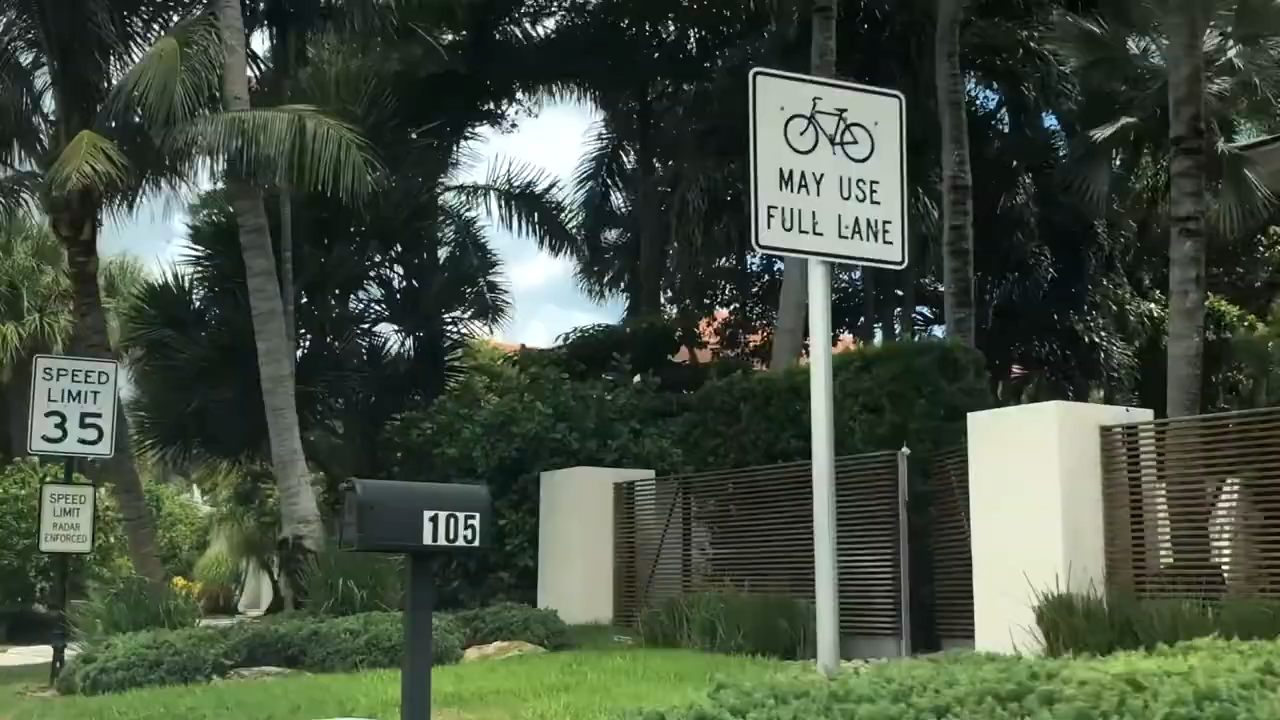 SPEED
LIMIT
35
SPEED
LIMIT
RADAR
ENFORCED
105
MAY USE
FULL LANE